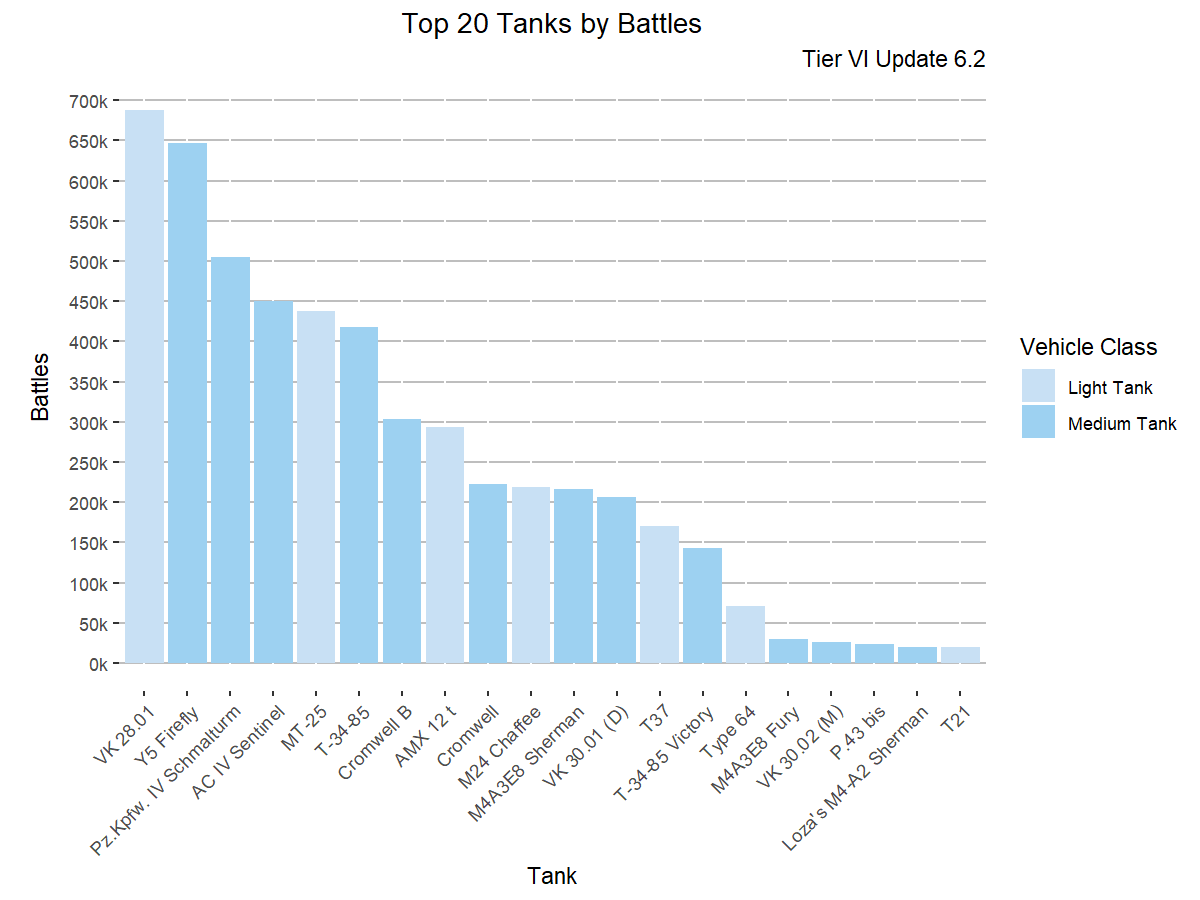 Top 20 Tanks by Battles
Tier VI Update 6.2
700k
650k
600k
550k
500k
450k
400k
350k
300k
250k
200k
150k
100k
50k
0k
Battles
VK 28.01
Y5 Firefly
Pz.Kpfw. IV Schmalturm
AC IV Sentinel
MT-25
T-34-85
Cromwell B
AMX 12 t
Cromwell
M24 Chaffee
M4A3E8 Sherman
VK 30.01 (D)
T37
T-34-85 Victory
Type 64
M4A3E8 Fury
VK 30.02 (M)
P.43 bis
Loza's M4-A2 Sherman
T21
Tank
Vehicle Class
Light Tank
Medium Tank